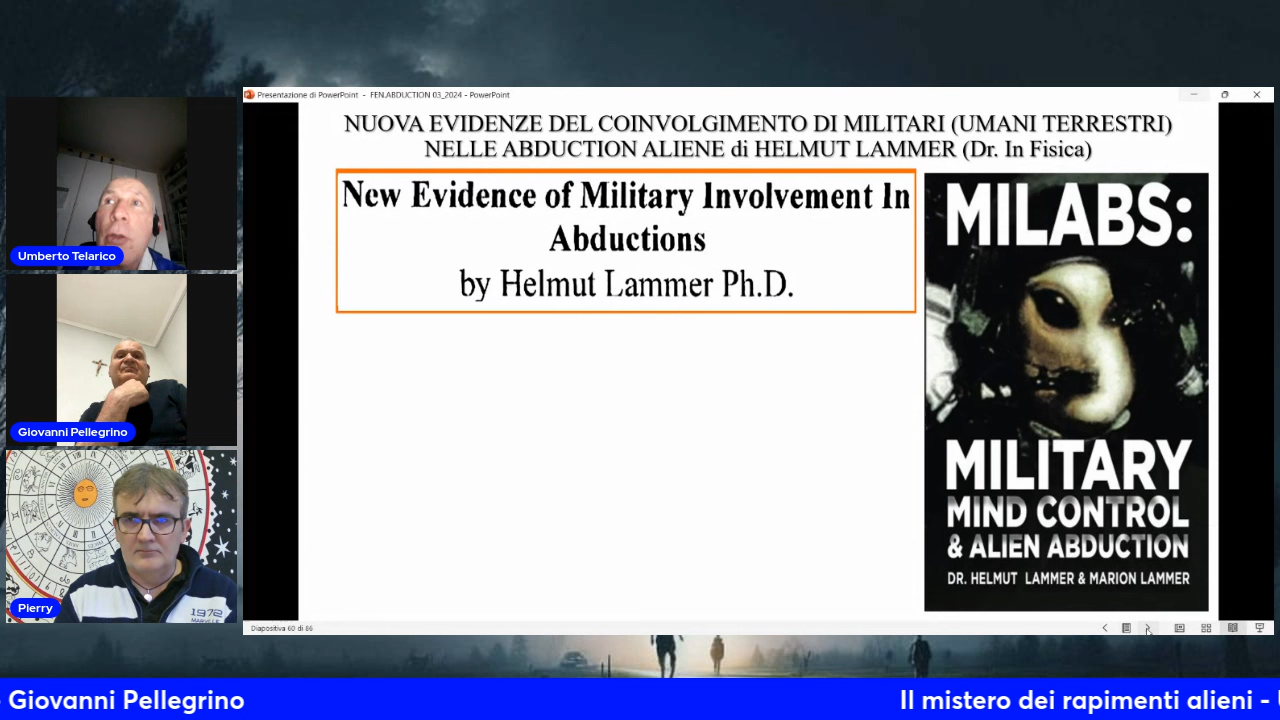 Presentazione di PowerPoint - FEN.ABDUCTION 03_2024 - PowerPoint
NUOVA EVIDENZE DEL COINVOLGIMENTO DI MILITARI (UMANI TERRESTRI)
NELLE ABDUCTION ALIENE di HELMUT LAMMER (Dr. In Fisica)
New Evidence of Military Involvement In
Abductions
by Helmut Lammer Ph.D.
MILABS:
MILITARY
MIND CONTROL
& ALIEN ABDUCTION
DR. HELMUT LAMMER & MARION LAMMER
Umberto Telarico
Giovanni Pellegrino
1972
Pierry
Diapositiva 60 di 86
Giovanni Pellegrino
Il mistero dei rapimenti alieni -